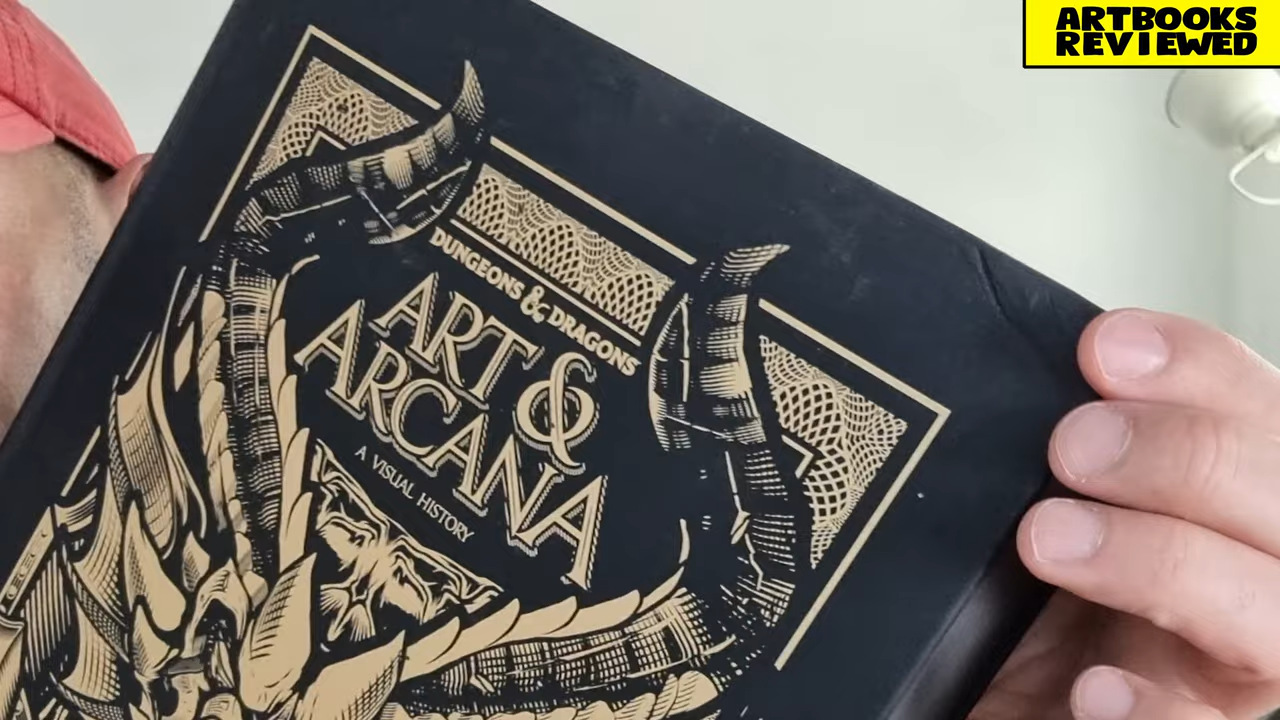 ARTBOOKS
REVIEWED
DUNGEONS & DRAGONS
ART &
ARCANA
A VISUAL HISTORY